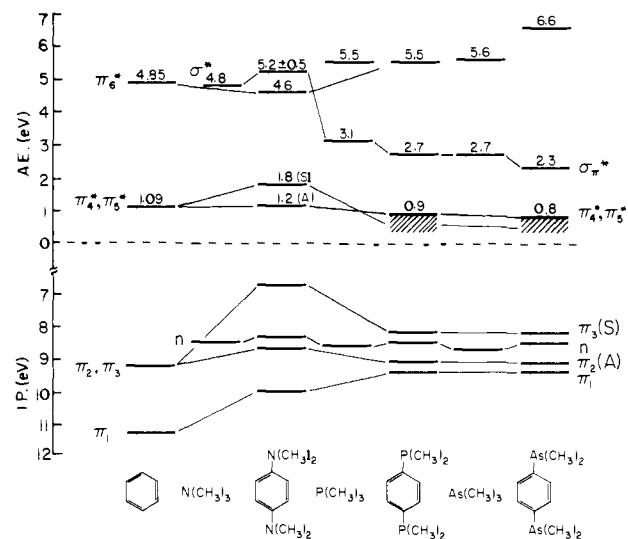 7
6
5
4
3
2
1
0
A.E.(eV)
π6* 4.85
σ* 4.8
5.2 ±0.5
4.6
5.5
5.5
5.6
6.6
3.1
2.7
2.7
2.3 σπ*
π4*, π5* 1.09
1.8 (S)
1.2 (A)
0.9
0.8 π4*, π5*
7
8
9
10
11
12
I.P.(eV)
n
π2, π3
π1
π3(S)
n
π2(A)
π1
N(CH3)3
N(CH3)2
N(CH3)2
P(CH3)3
P(CH3)2
P(CH3)2
As(CH3)3
As(CH3)2
As(CH3)2